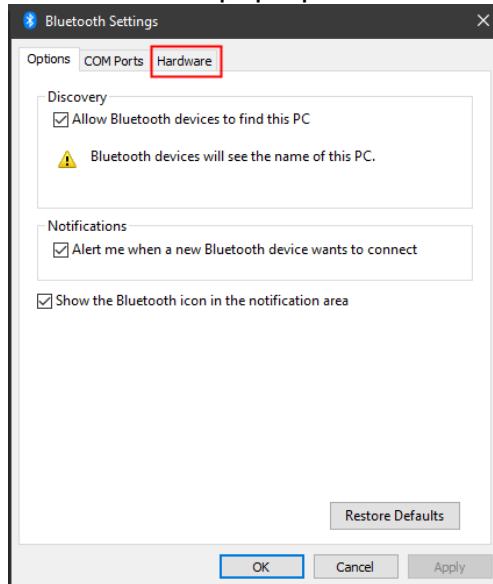 Bluetooth Settings
Options COM Ports Hardware
Discovery
Allow Bluetooth devices to find this PC
Bluetooth devices will see the name of this PC.
Notifications
Alert me when a new Bluetooth device wants to connect
Show the Bluetooth icon in the notification area
Restore Defaults
OK Cancel Apply